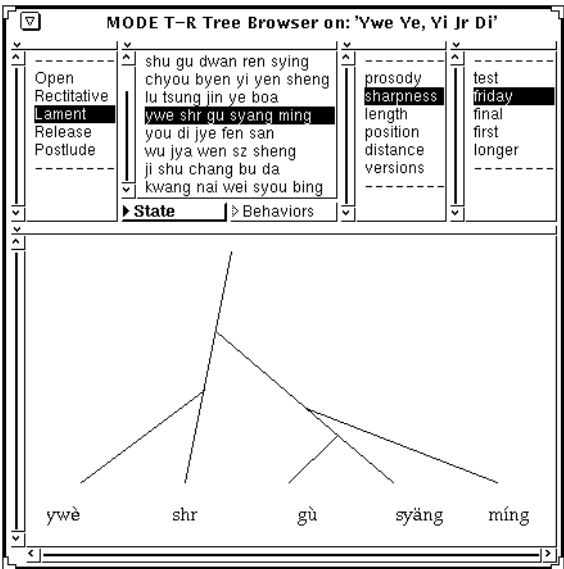 MODE T-R Tree Browser on: 'Ywe Ye, Yi Jr Di'
Open
Rectitative
Lament
Release
Postlude
shu gu dwan ren sying
chyou byen yi yen sheng
lu tsung jin ye boa
ywe shr gu syang ming
you di jye fen san
wu jya wen sz sheng
ji shu chang bu da
kwang nai wei syou bing
State
Behaviors
prosody
sharpness
length
position
distance
versions
test
friday
final
first
longer
ywè shr gù syäng míng